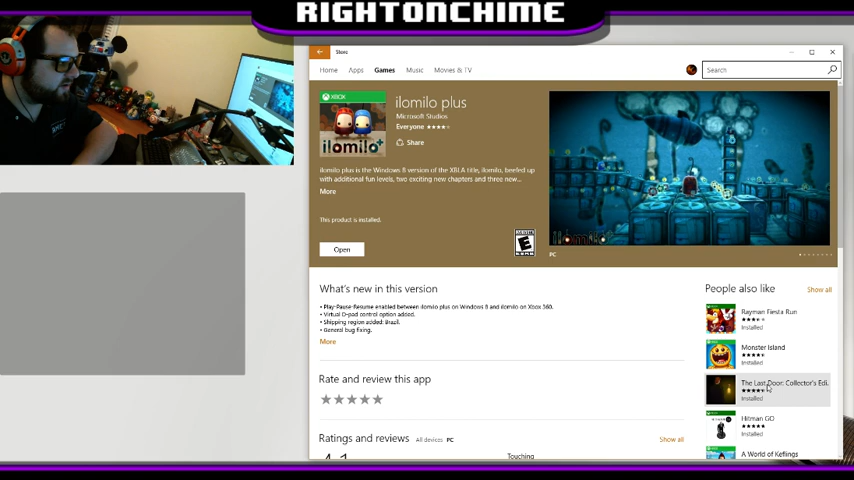 RIGHTONCHIME
Store
Home Apps Games Music Movies & TV
Search
XBOX
ilomilo+
ilomilo plus
Microsoft Studios
Everyone
Share
ilomilo plus is the Windows 8 version of the XBLA title, ilomilo, beefed up
with additional fun levels, two exciting new chapters and three new...
More
This product is installed.
Open
E
PC
What's new in this version
• Play-Pause-Resume enabled between ilomilo plus on Windows 8 and ilomilo on Xbox 360.
• Virtual D-pad control option added.
• Shipping region added: Brazil.
• General bug fixing.
More
Rate and review this app
Ratings and reviews All devices PC
Show all
4.1
Touching
People also like
Show all
Rayman Fiesta Run
Installed
Monster Island
Installed
The Last Door: Collector's Edi.
Installed
Hitman GO
Installed
A World of Keflings